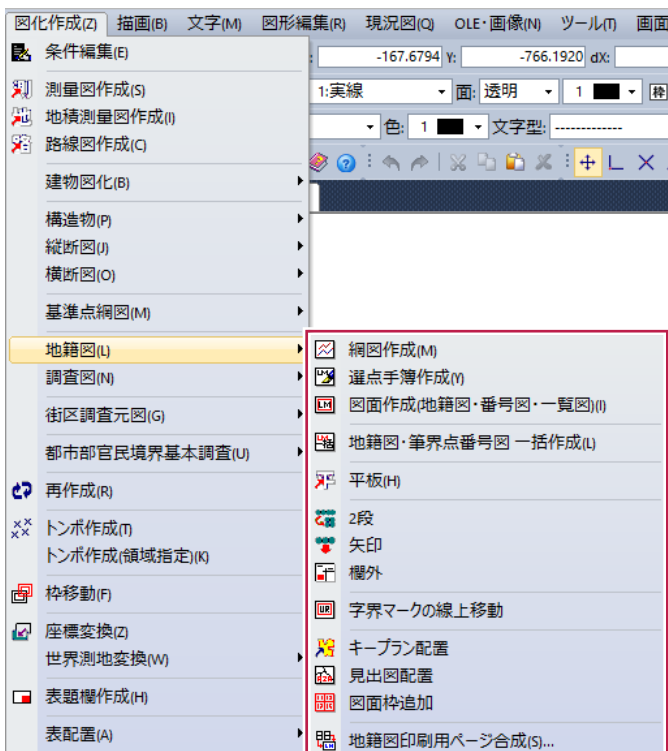 図化作成(Z) 描画(B) 文字(M) 図形編集(R) 現況図(Q) OLE・画像(N) ツール(T) 画面
-167.6794 Y: -766.1920 dX:
1:実線 面: 透明 1 枠
色: 1 文字型: -------------
条件編集(E)
測量図作成(S)
地積測量図作成(I)
路線図作成(C)
建物図化(B)
構造物(P)
縦断図(J)
横断図(O)
基準点網図(M)
地籍図(L)
調査図(N)
街区調査元図(G)
都市部官民境界基本調査(U)
再作成(R)
トンボ作成(T)
トンボ作成(領域指定)(K)
枠移動(F)
座標変換(Z)
世界測地変換(W)
表題欄作成(H)
表配置(A)
網図作成(M)
選点手簿作成(Y)
図面作成(地籍図・番号図・一覧図)(I)
地籍図・筆界点番号図 一括作成(L)
平板(H)
2段
矢印
欄外
字界マークの線上移動
キープラン配置
見出図配置
図面枠追加
地籍図印刷用ページ合成(S)...